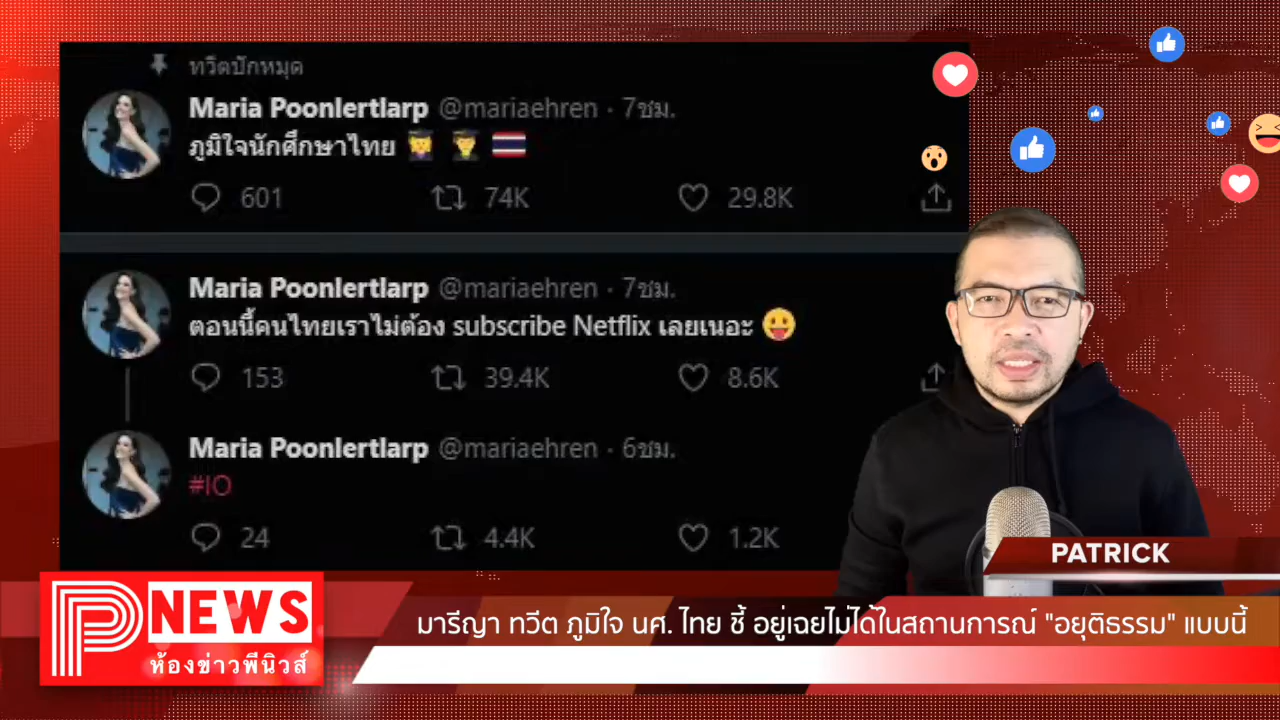 ทวีตปักหมุด
Maria Poonlertlarp @mariaehren · 7ชม.
ภูมิใจนักศึกษาไทย
601 74K 29.8K
Maria Poonlertlarp @mariaehren · 7ชม.
ตอนนี้คนไทยเราไม่ต้อง subscribe Netflix เลยเนอะ
153 39.4K 8.6K
Maria Poonlertlarp @mariaehren · 6ชม.
#IO
24 4.4K 1.2K
PATRICK
P NEWS
ห้องข่าวพีนิวส์
มารีญา ทวีต ภูมิใจ นศ. ไทย ชี้ อยู่เฉยไม่ได้ในสถานการณ์ "อยุติธรรม" แบบนี้